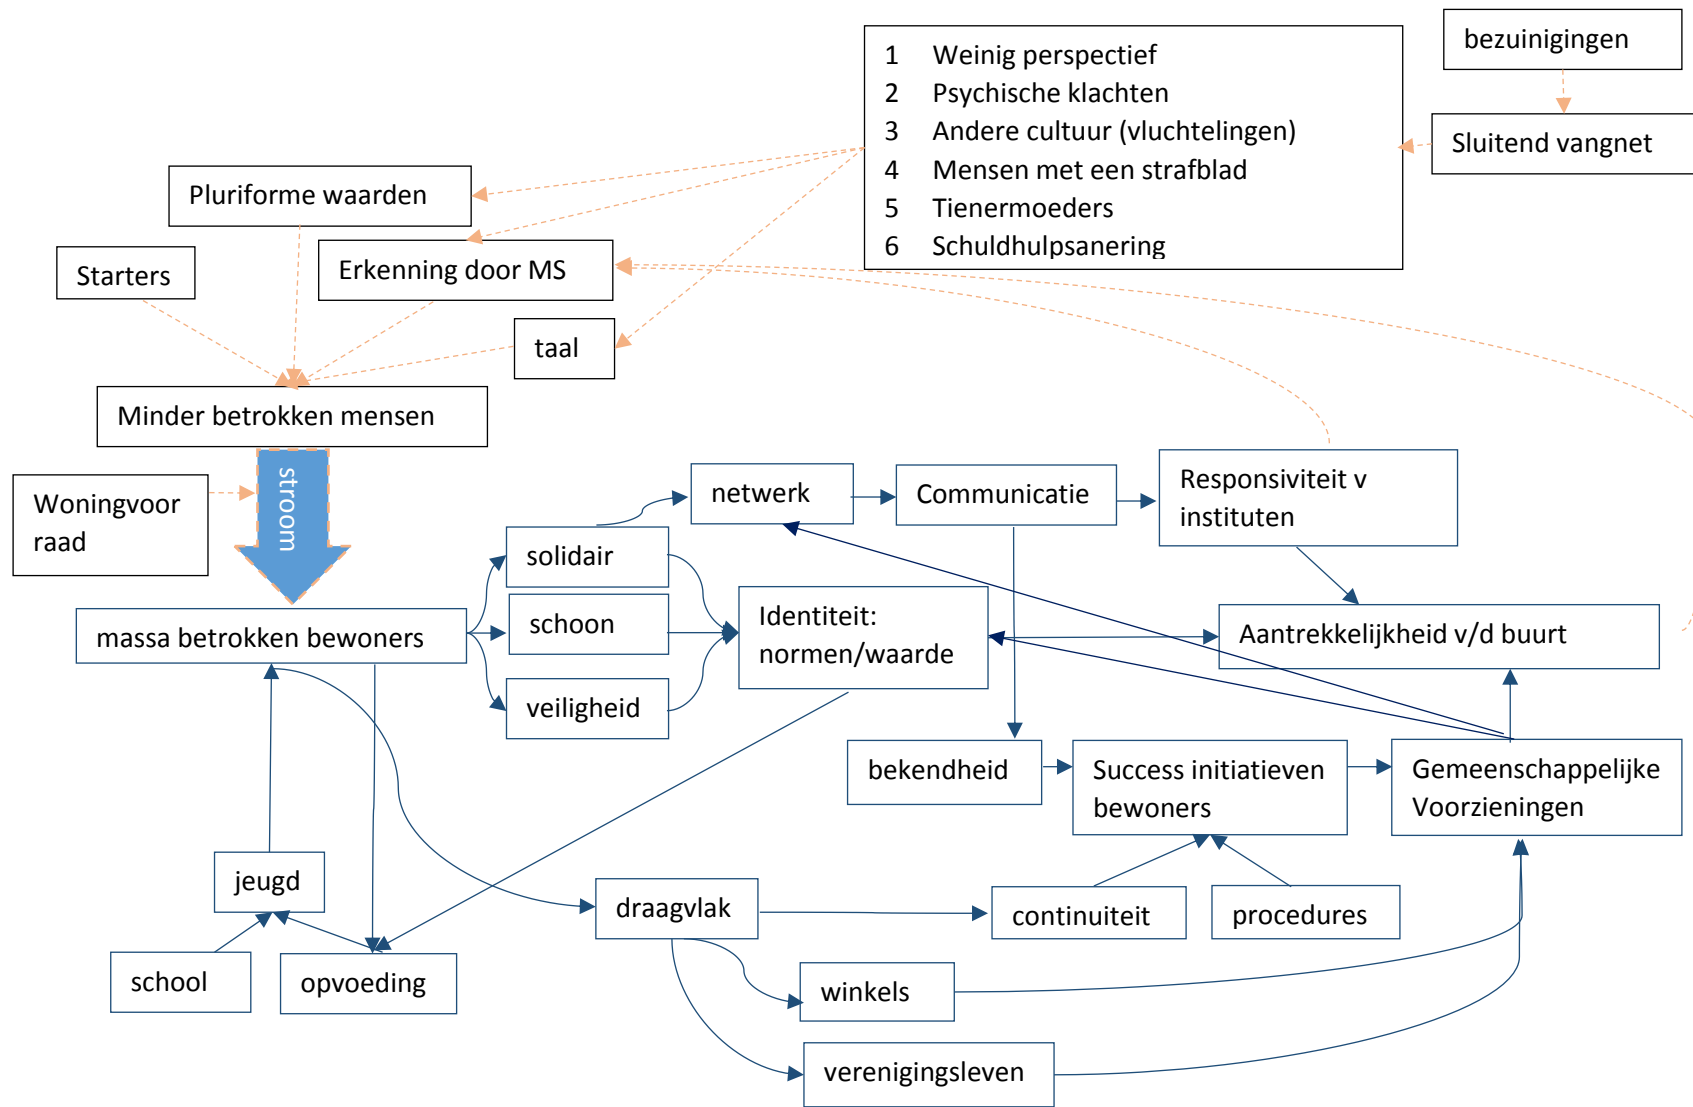 bezuinigingen
1 Weinig perspectief
2 Psychische klachten
3 Andere cultuur (vluchtelingen)
4 Mensen met een strafblad
5 Tienermoeders
6 Schuldhulpsanering
Sluitend vangnet
Pluriforme waarden
Starters
Erkenning door MS
taal
Minder betrokken mensen
stroom
Woningvoor
raad
netwerk
Communicatie
Responsiviteit v
instituten
solidair
schoon
veiligheid
massa betrokken bewoners
Identiteit:
normen/waarde
Aantrekkelijkheid v/d buurt
bekendheid
Success initiatieven
bewoners
Gemeenschappelijke
Voorzieningen
jeugd
school
opvoeding
draagvlak
continuiteit
procedures
winkels
verenigingsleven